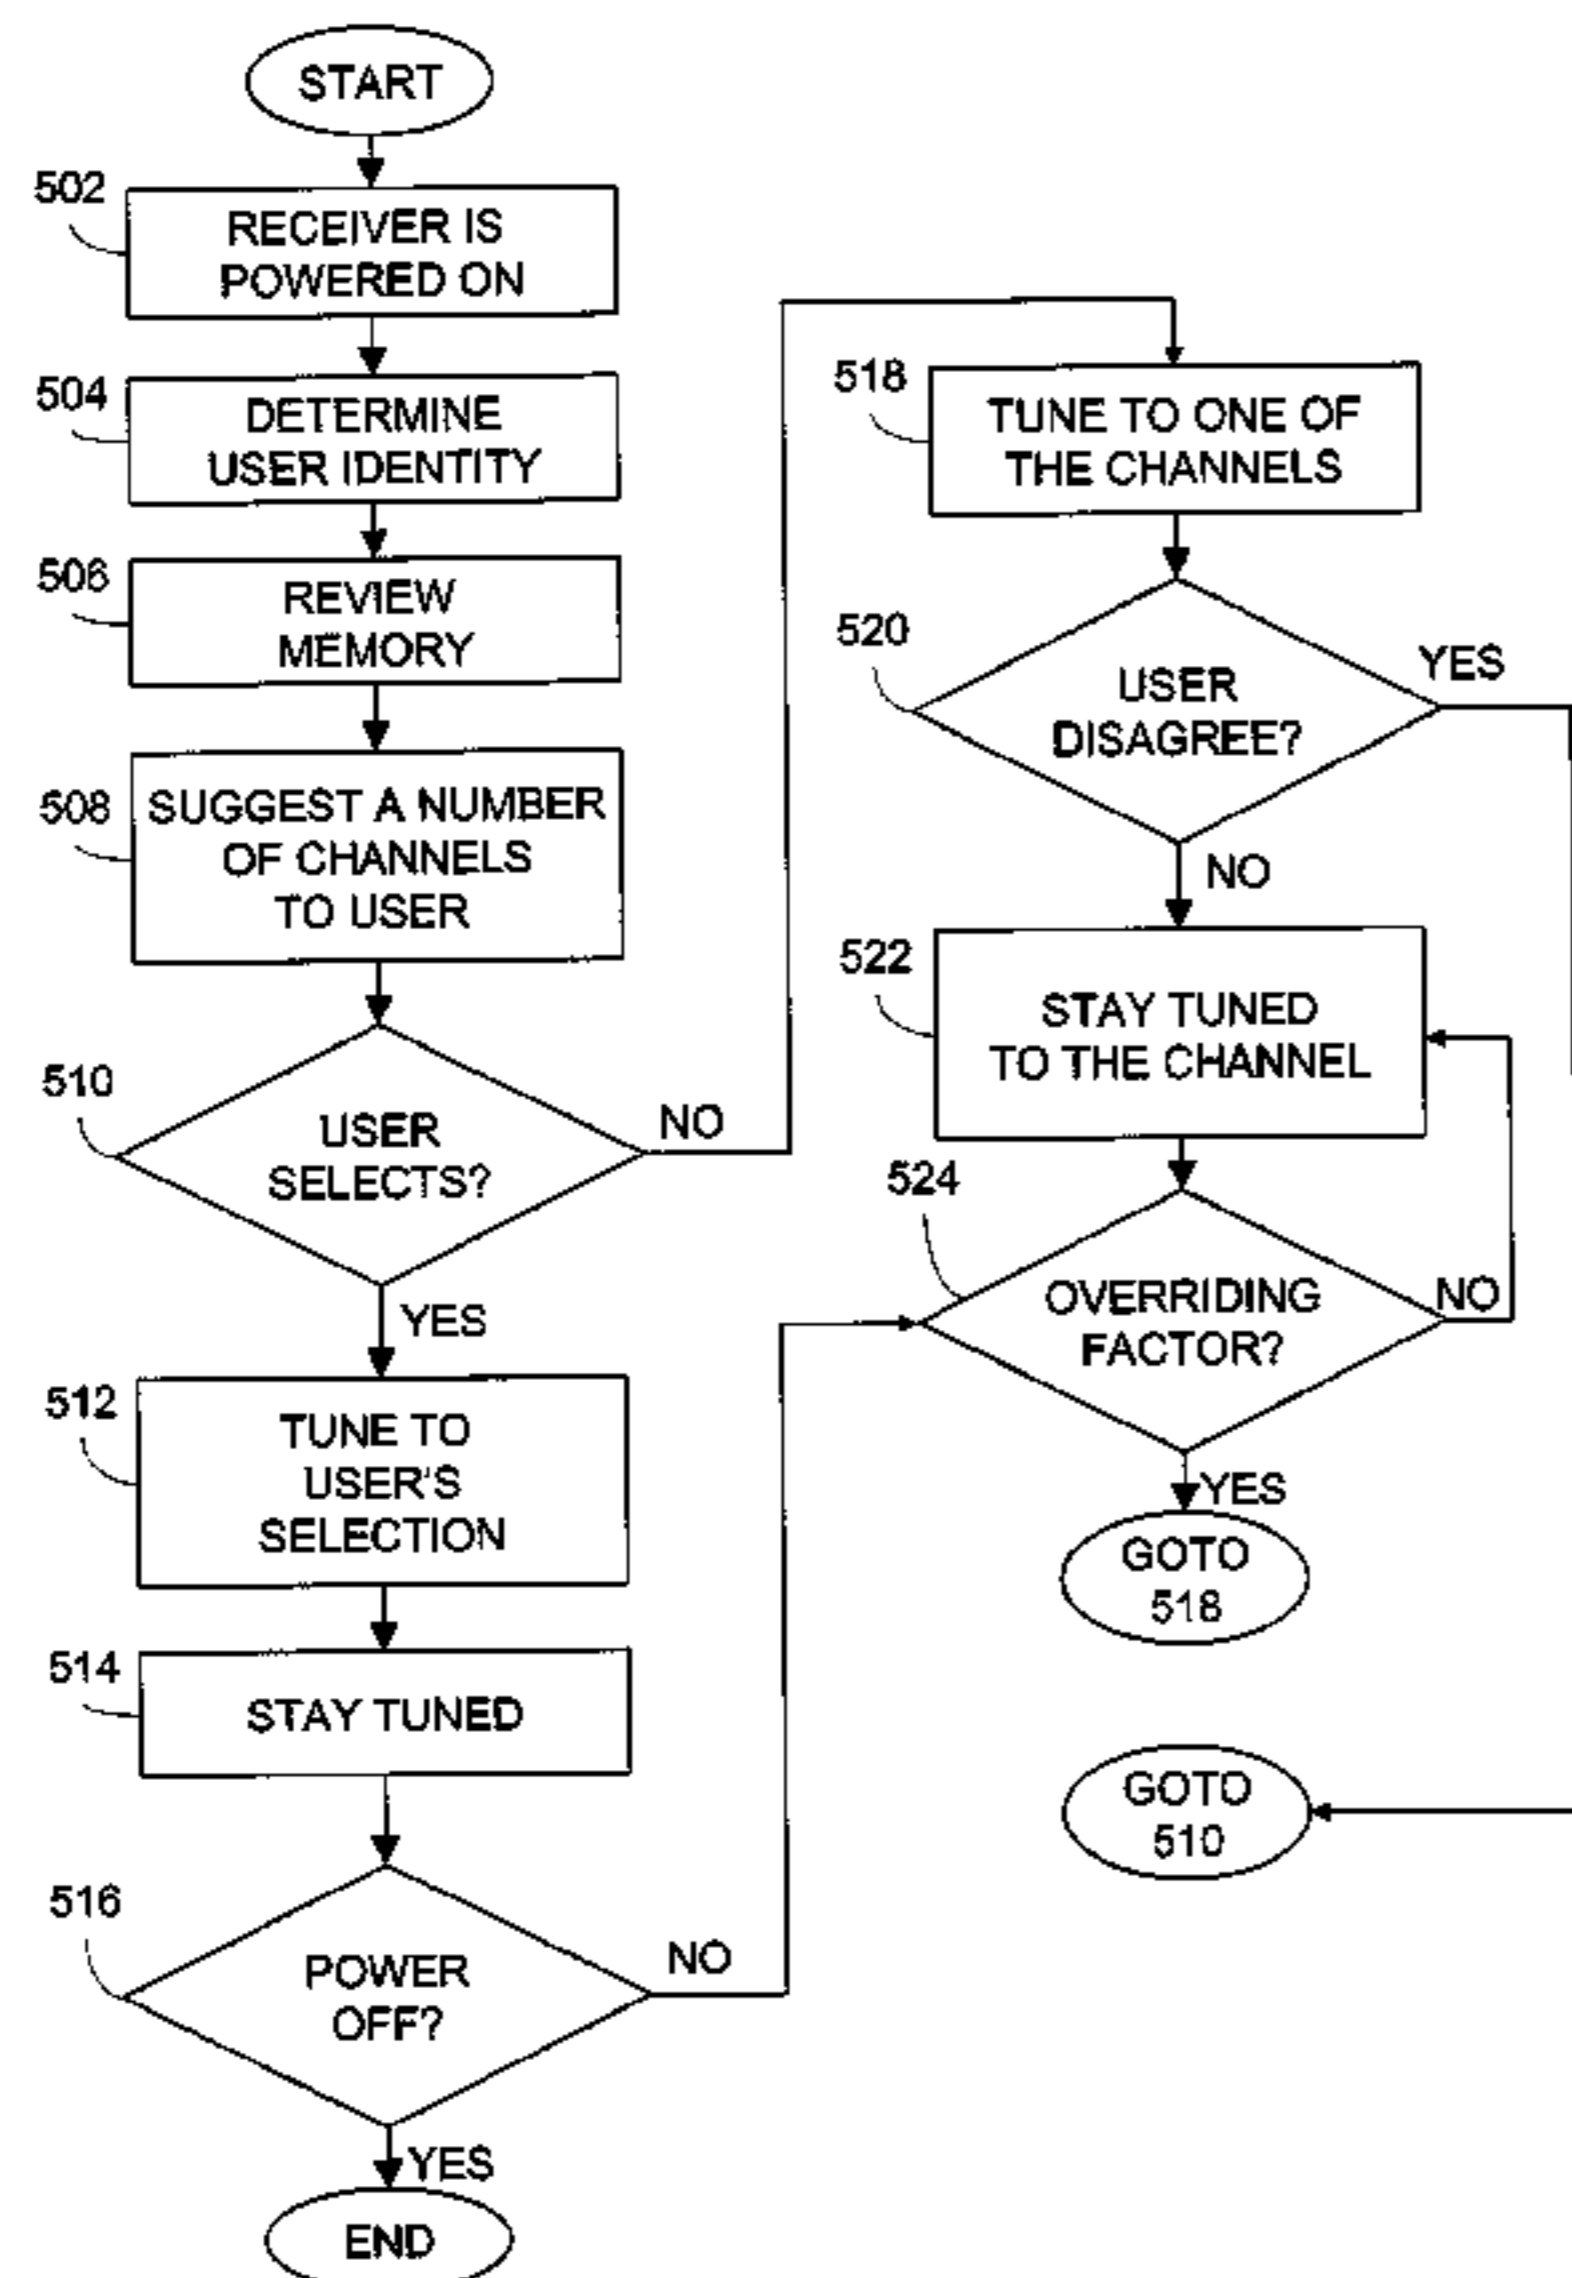 START
502
RECEIVER IS
POWERED ON
504
DETERMINE
USER IDENTITY
506
REVIEW
MEMORY
508
SUGGEST A NUMBER
OF CHANNELS
TO USER
510
USER
SELECTS?
NO
YES
512
TUNE TO
USER'S
SELECTION
514
STAY TUNED
516
POWER
OFF?
NO
YES
END
518
TUNE TO ONE OF
THE CHANNELS
520
USER
DISAGREE?
YES
NO
522
STAY TUNED
TO THE CHANNEL
524
OVERRIDING
FACTOR?
NO
YES
GOTO
518
GOTO
510